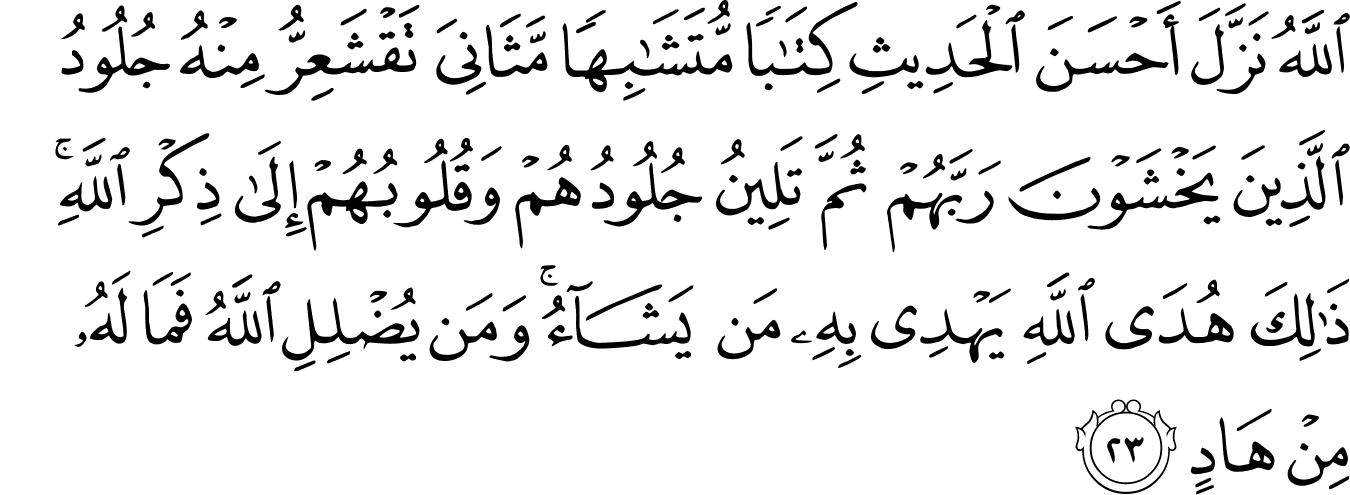 ٱللَّهُ نَزَّلَ أَحْسَنَ ٱلْحَدِيثِ كِتَٰبًا مُّتَشَٰبِهًا مَّثَانِىَ تَقْشَعِرُّ مِنْهُ جُلُودُ
ٱلَّذِينَ يَخْشَوْنَ رَبَّهُمْ ثُمَّ تَلِينُ جُلُودُهُمْ وَقُلُوبُهُمْ إِلَىٰ ذِكْرِ ٱللَّهِ ۚ
ذَٰلِكَ هُدَى ٱللَّهِ يَهْدِى بِهِۦ مَن يَشَآءُ ۚ وَمَن يُضْلِلِ ٱللَّهُ فَمَا لَهُۥ
مِنْ هَادٍ ٢٣